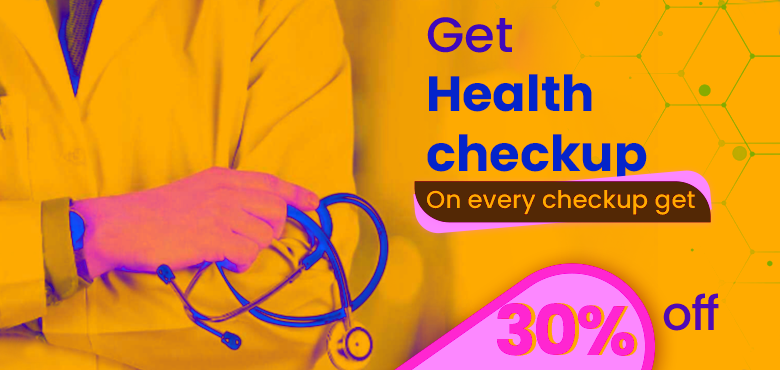 Get
Health
checkup
On every checkup get
30% off